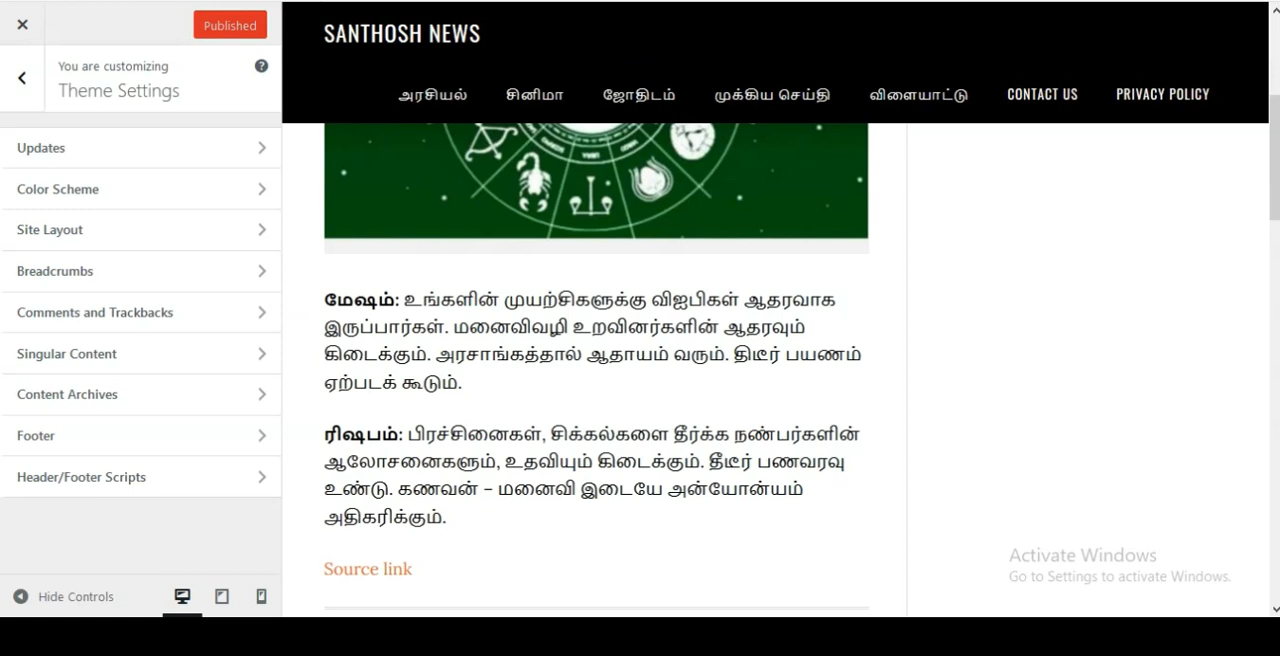 Published
You are customizing
Theme Settings
Updates
Color Scheme
Site Layout
Breadcrumbs
Comments and Trackbacks
Singular Content
Content Archives
Footer
Header/Footer Scripts
Hide Controls
SANTHOSH NEWS
அரசியல் சினிமா ஜோதிடம் முக்கிய செய்தி விளையாட்டு CONTACT US PRIVACY POLICY
மேஷம்: உங்களின் முயற்சிகளுக்கு விஐபிகள் ஆதரவாக
இருப்பார்கள். மனைவிவழி உறவினர்களின் ஆதரவும்
கிடைக்கும். அரசாங்கத்தால் ஆதாயம் வரும். திடீர் பயணம்
ஏற்படக் கூடும்.
ரிஷபம்: பிரச்சினைகள், சிக்கல்களை தீர்க்க நண்பர்களின்
ஆலோசனைகளும், உதவியும் கிடைக்கும். தீடீர் பணவரவு
உண்டு. கணவன் – மனைவி இடையே அன்யோன்யம்
அதிகரிக்கும்.
Source link
Activate Windows
Go to Settings to activate Windows.